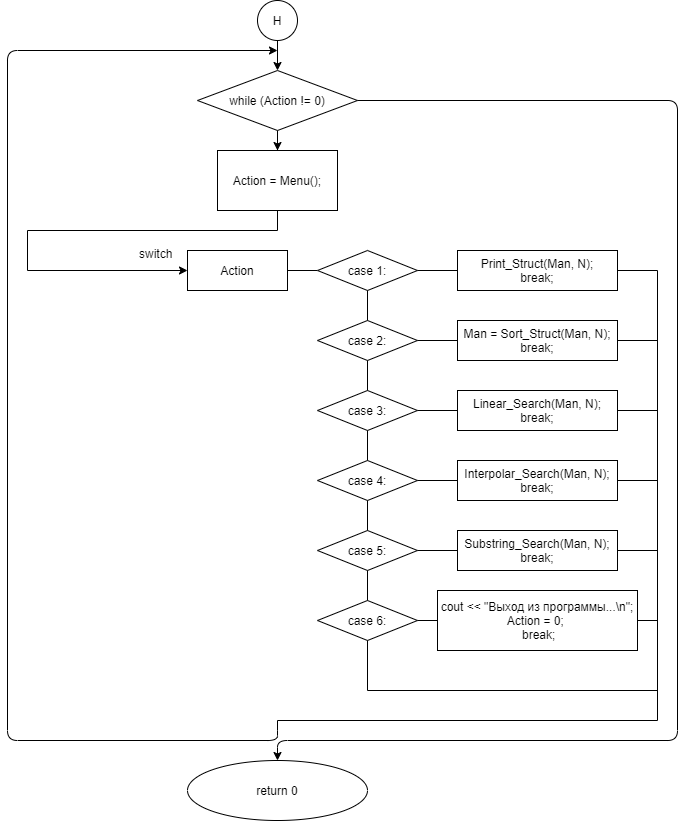 H
while (Action != 0)
Action = Menu();
switch
Action
case 1:
Print_Struct(Man, N);
break;
case 2:
Man = Sort_Struct(Man, N);
break;
case 3:
Linear_Search(Man, N);
break;
case 4:
Interpolar_Search(Man, N);
break;
case 5:
Substring_Search(Man, N);
break;
case 6:
cout << "Выход из программы...\n";
Action = 0;
break;
return 0